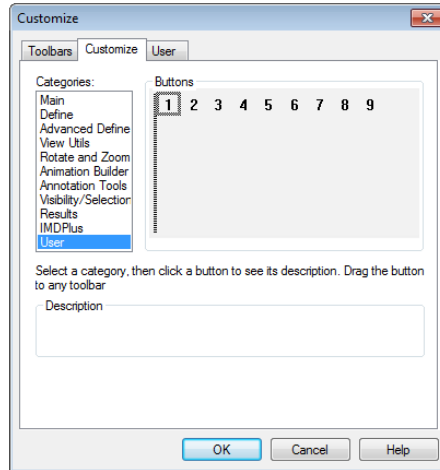 Customize
Toolbars Customize User
Categories:
Buttons
Main
Define
Advanced Define
View Utils
Rotate and Zoom
Animation Builder
Annotation Tools
Visibility/Selection
Results
IMDPlus
User
1 2 3 4 5 6 7 8 9
Select a category, then click a button to see its description. Drag the button
to any toolbar
Description
OK Cancel Help